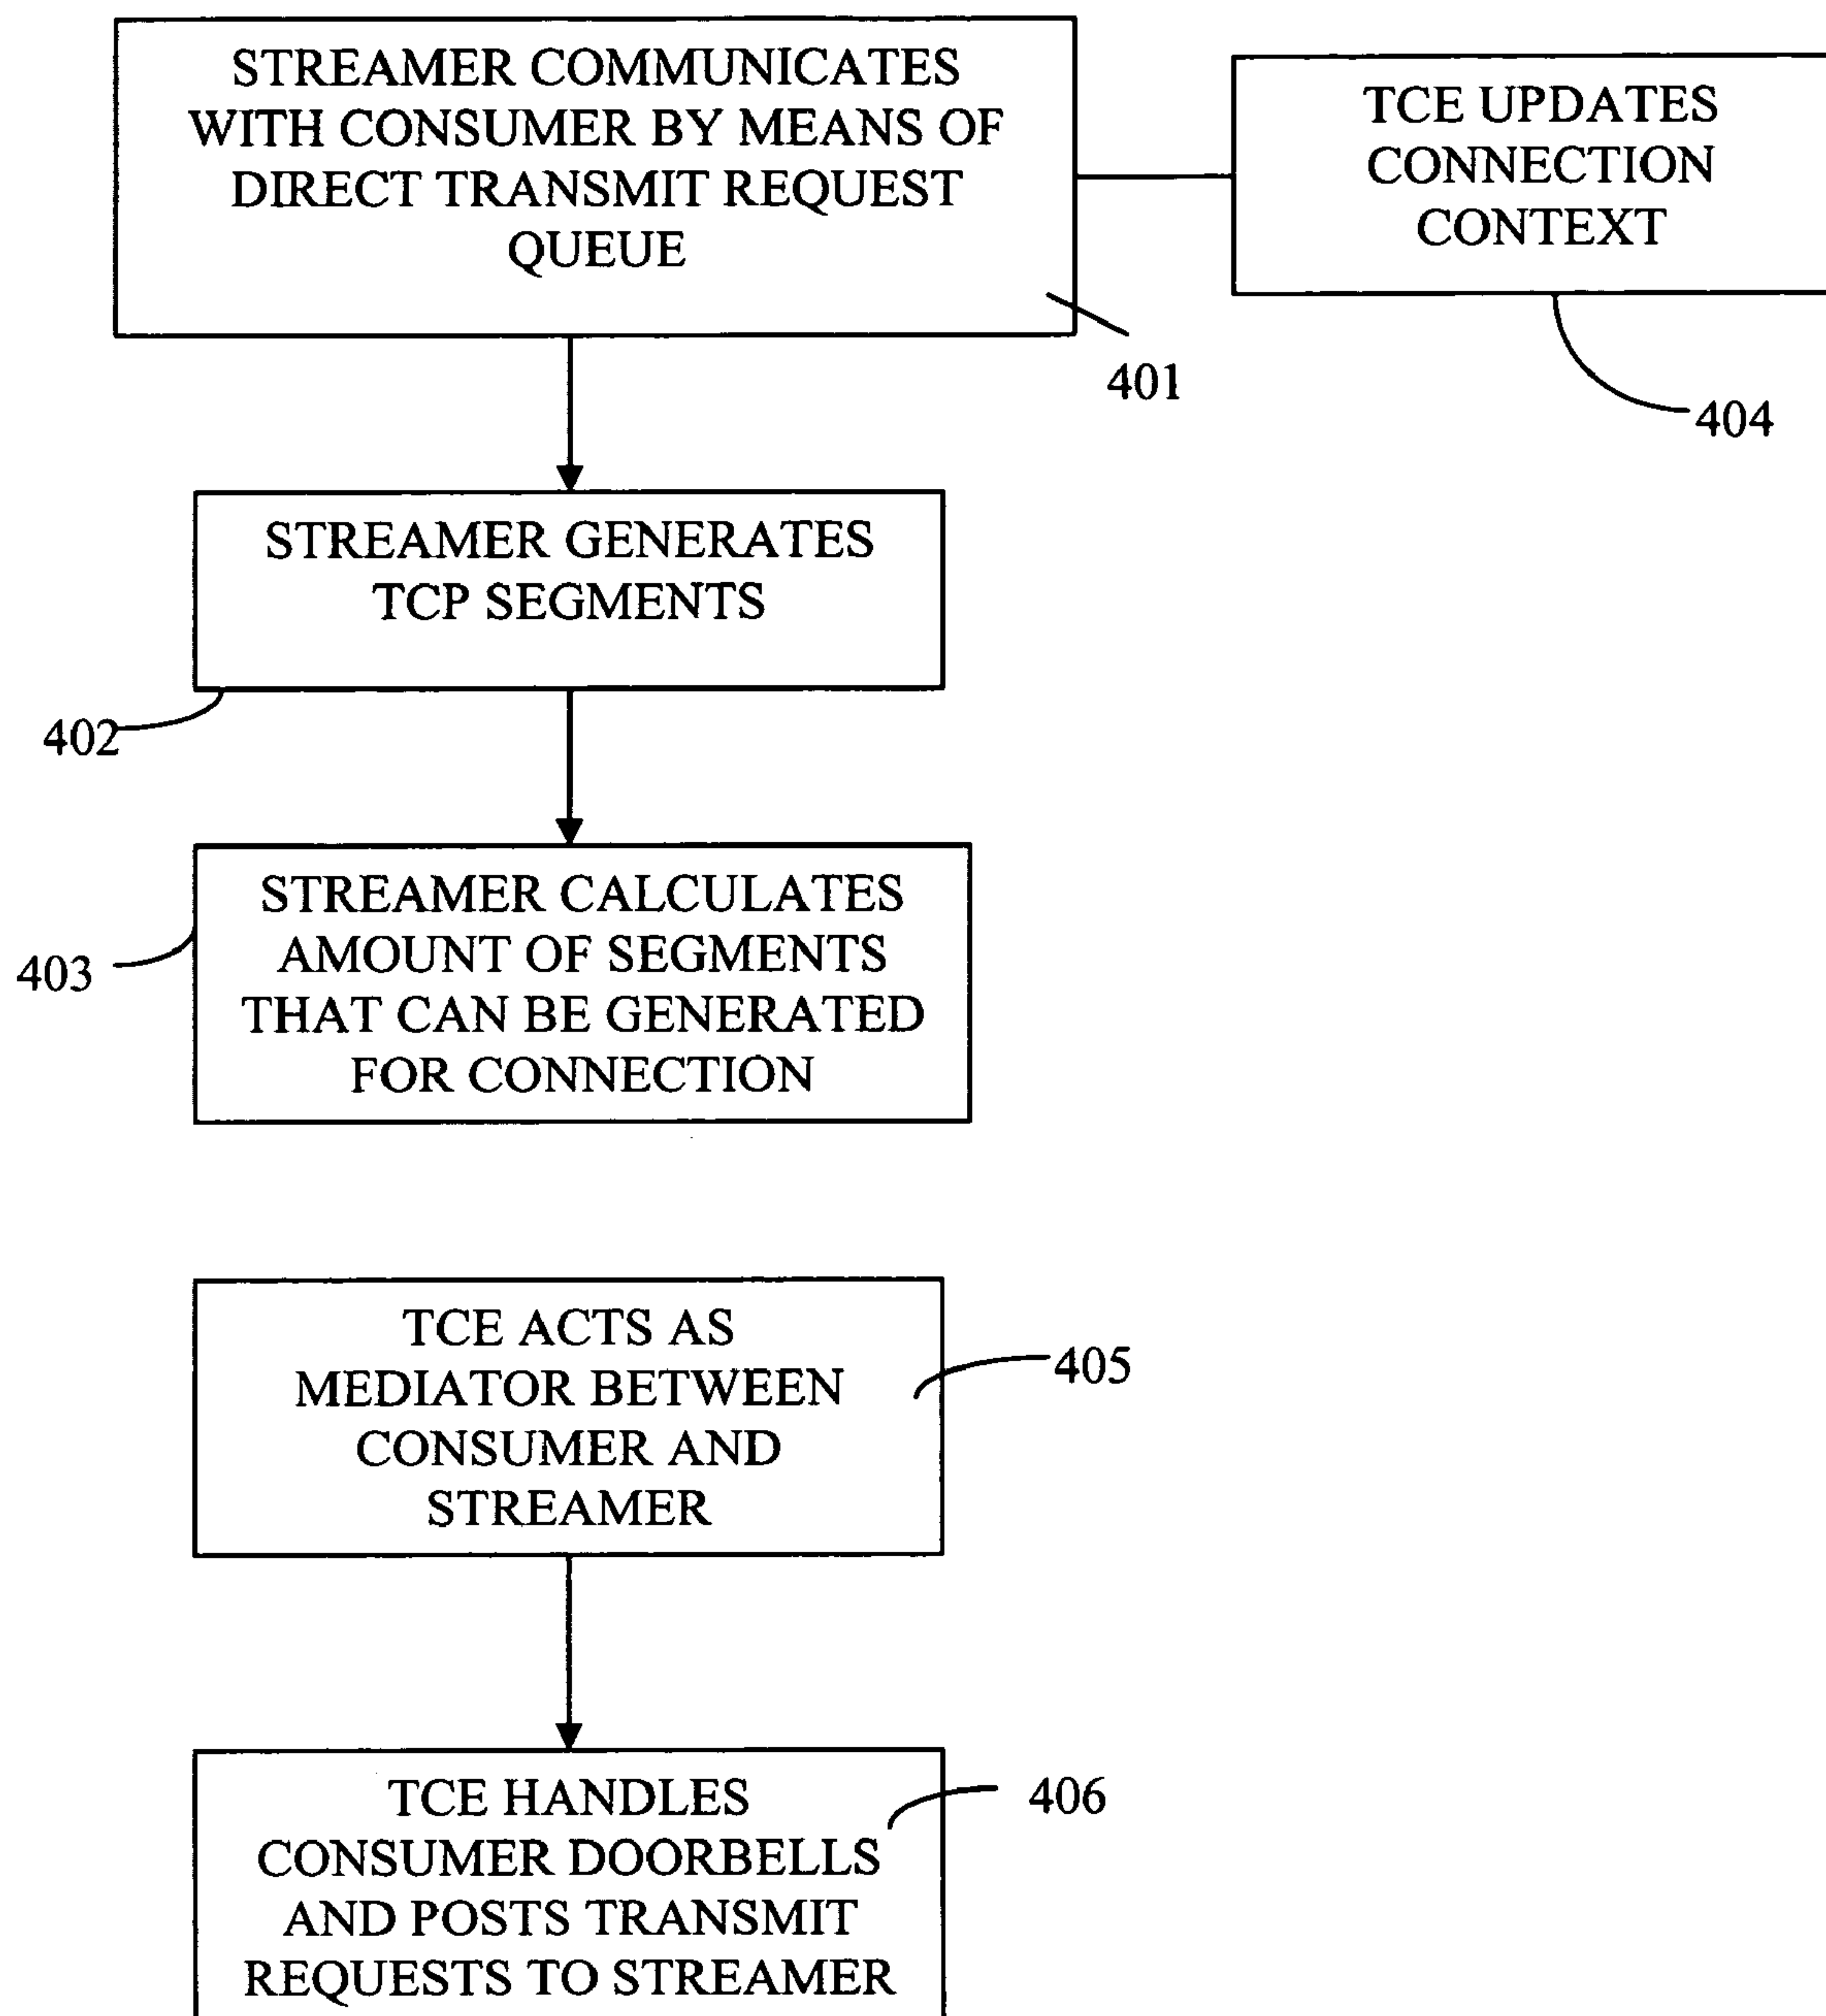 STREAMER COMMUNICATES
WITH CONSUMER BY MEANS OF
DIRECT TRANSMIT REQUEST
QUEUE
401
TCE UPDATES
CONNECTION
CONTEXT
404
STREAMER GENERATES
TCP SEGMENTS
402
STREAMER CALCULATES
AMOUNT OF SEGMENTS
THAT CAN BE GENERATED
FOR CONNECTION
403
TCE ACTS AS
MEDIATOR BETWEEN
CONSUMER AND
STREAMER
405
TCE HANDLES
CONSUMER DOORBELLS
AND POSTS TRANSMIT
REQUESTS TO STREAMER
406